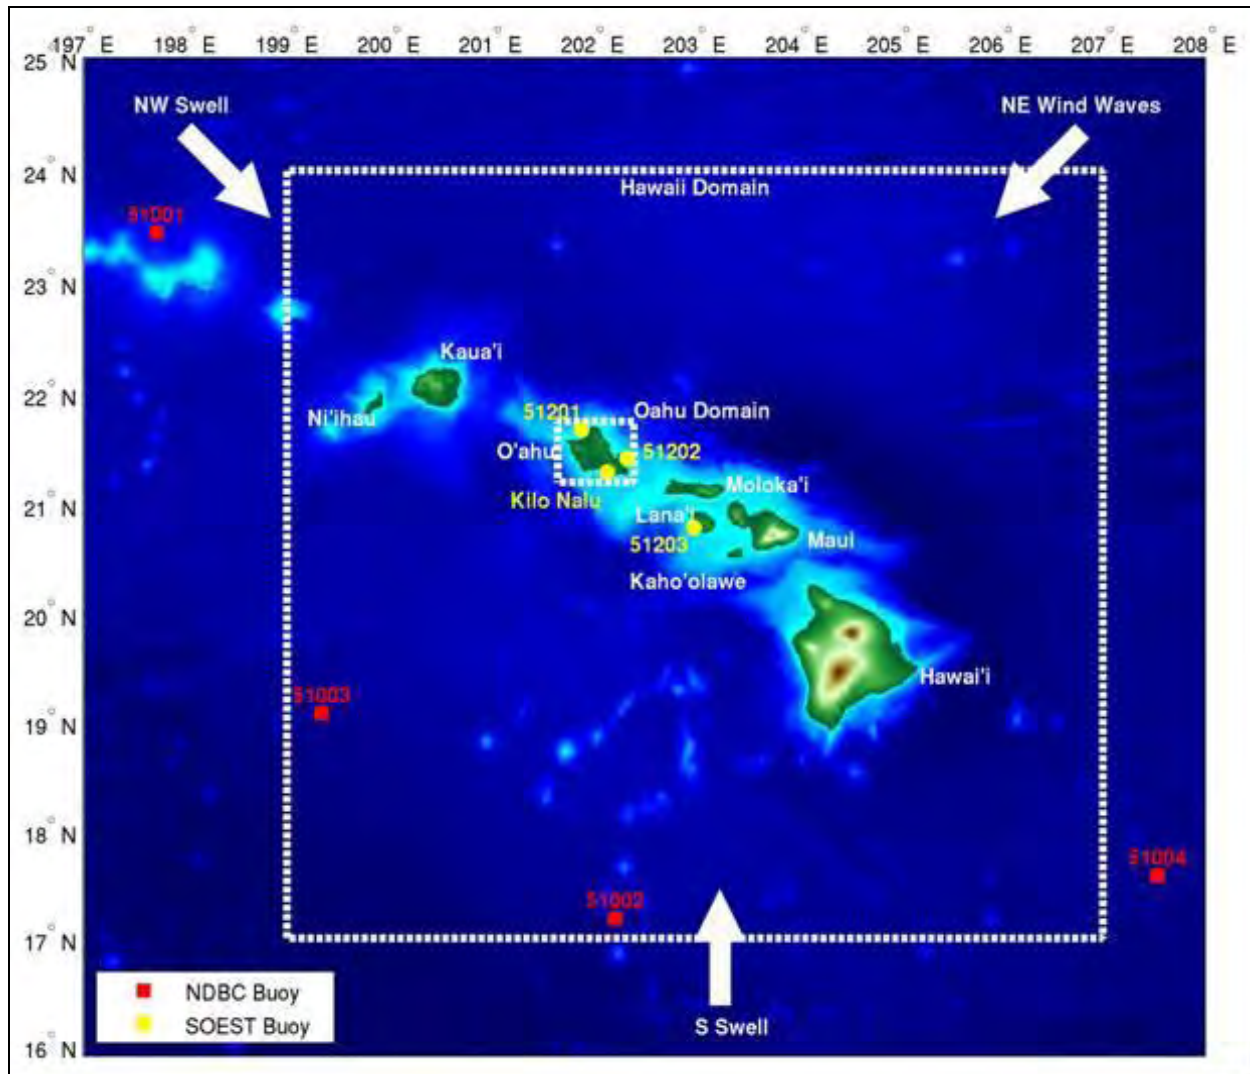 197° E 198° E 199° E 200° E 201° E 202° E 203° E 204° E 205° E 206° E 207° E 208° E
25° N
NW Swell
NE Wind Waves
24° N
Hawaii Domain
51001
23° N
Kaua'i
22° N
Ni'ihau
51201
Oahu Domain
O'ahu
51202
Kilo Nalu
Moloka'i
21° N
Lana'i
51203
Maui
Kaho'olawe
20° N
Hawai'i
51003
19° N
18° N
51004
51002
17° N
NDBC Buoy
SOEST Buoy
S Swell
16° N